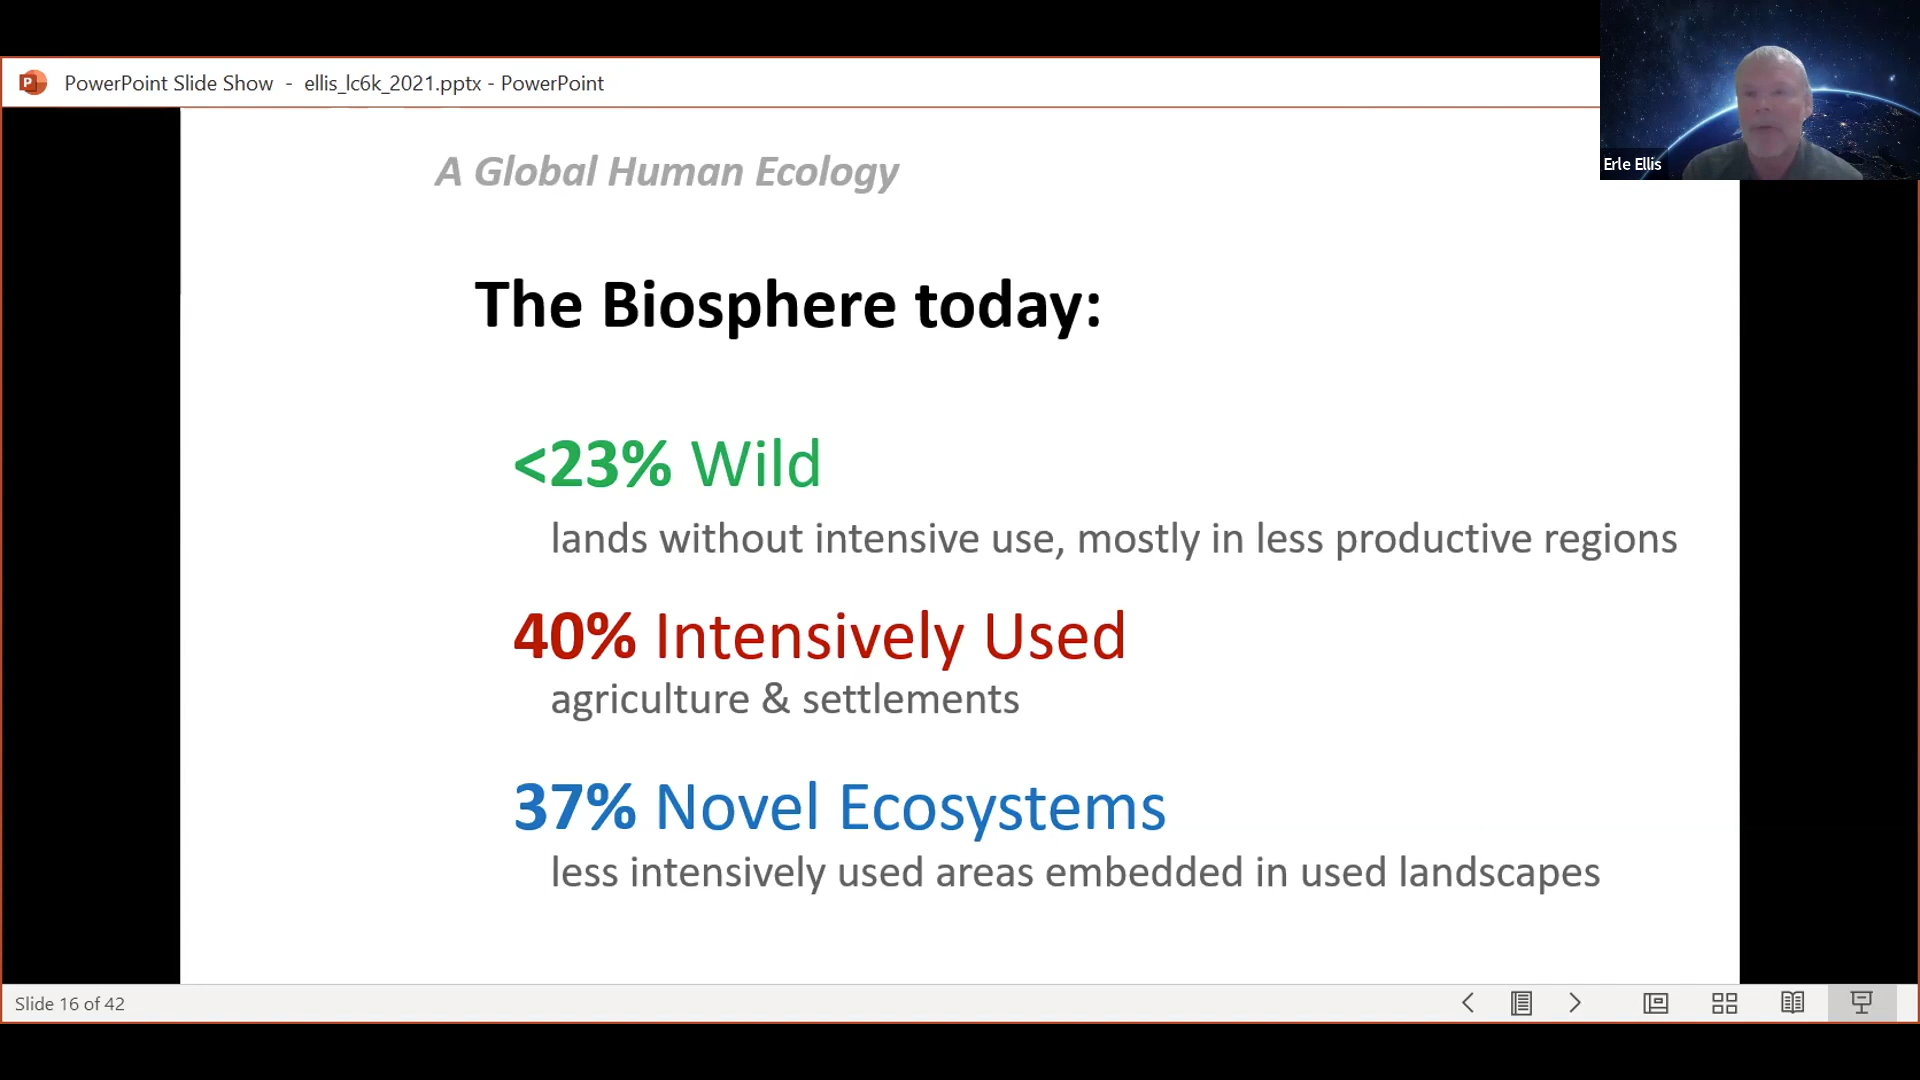 PowerPoint Slide Show - ellis_lc6k_2021.pptx - PowerPoint
Erle Ellis
A Global Human Ecology
The Biosphere today:
<23% Wild
lands without intensive use, mostly in less productive regions
40% Intensively Used
agriculture & settlements
37% Novel Ecosystems
less intensively used areas embedded in used landscapes
Slide 16 of 42